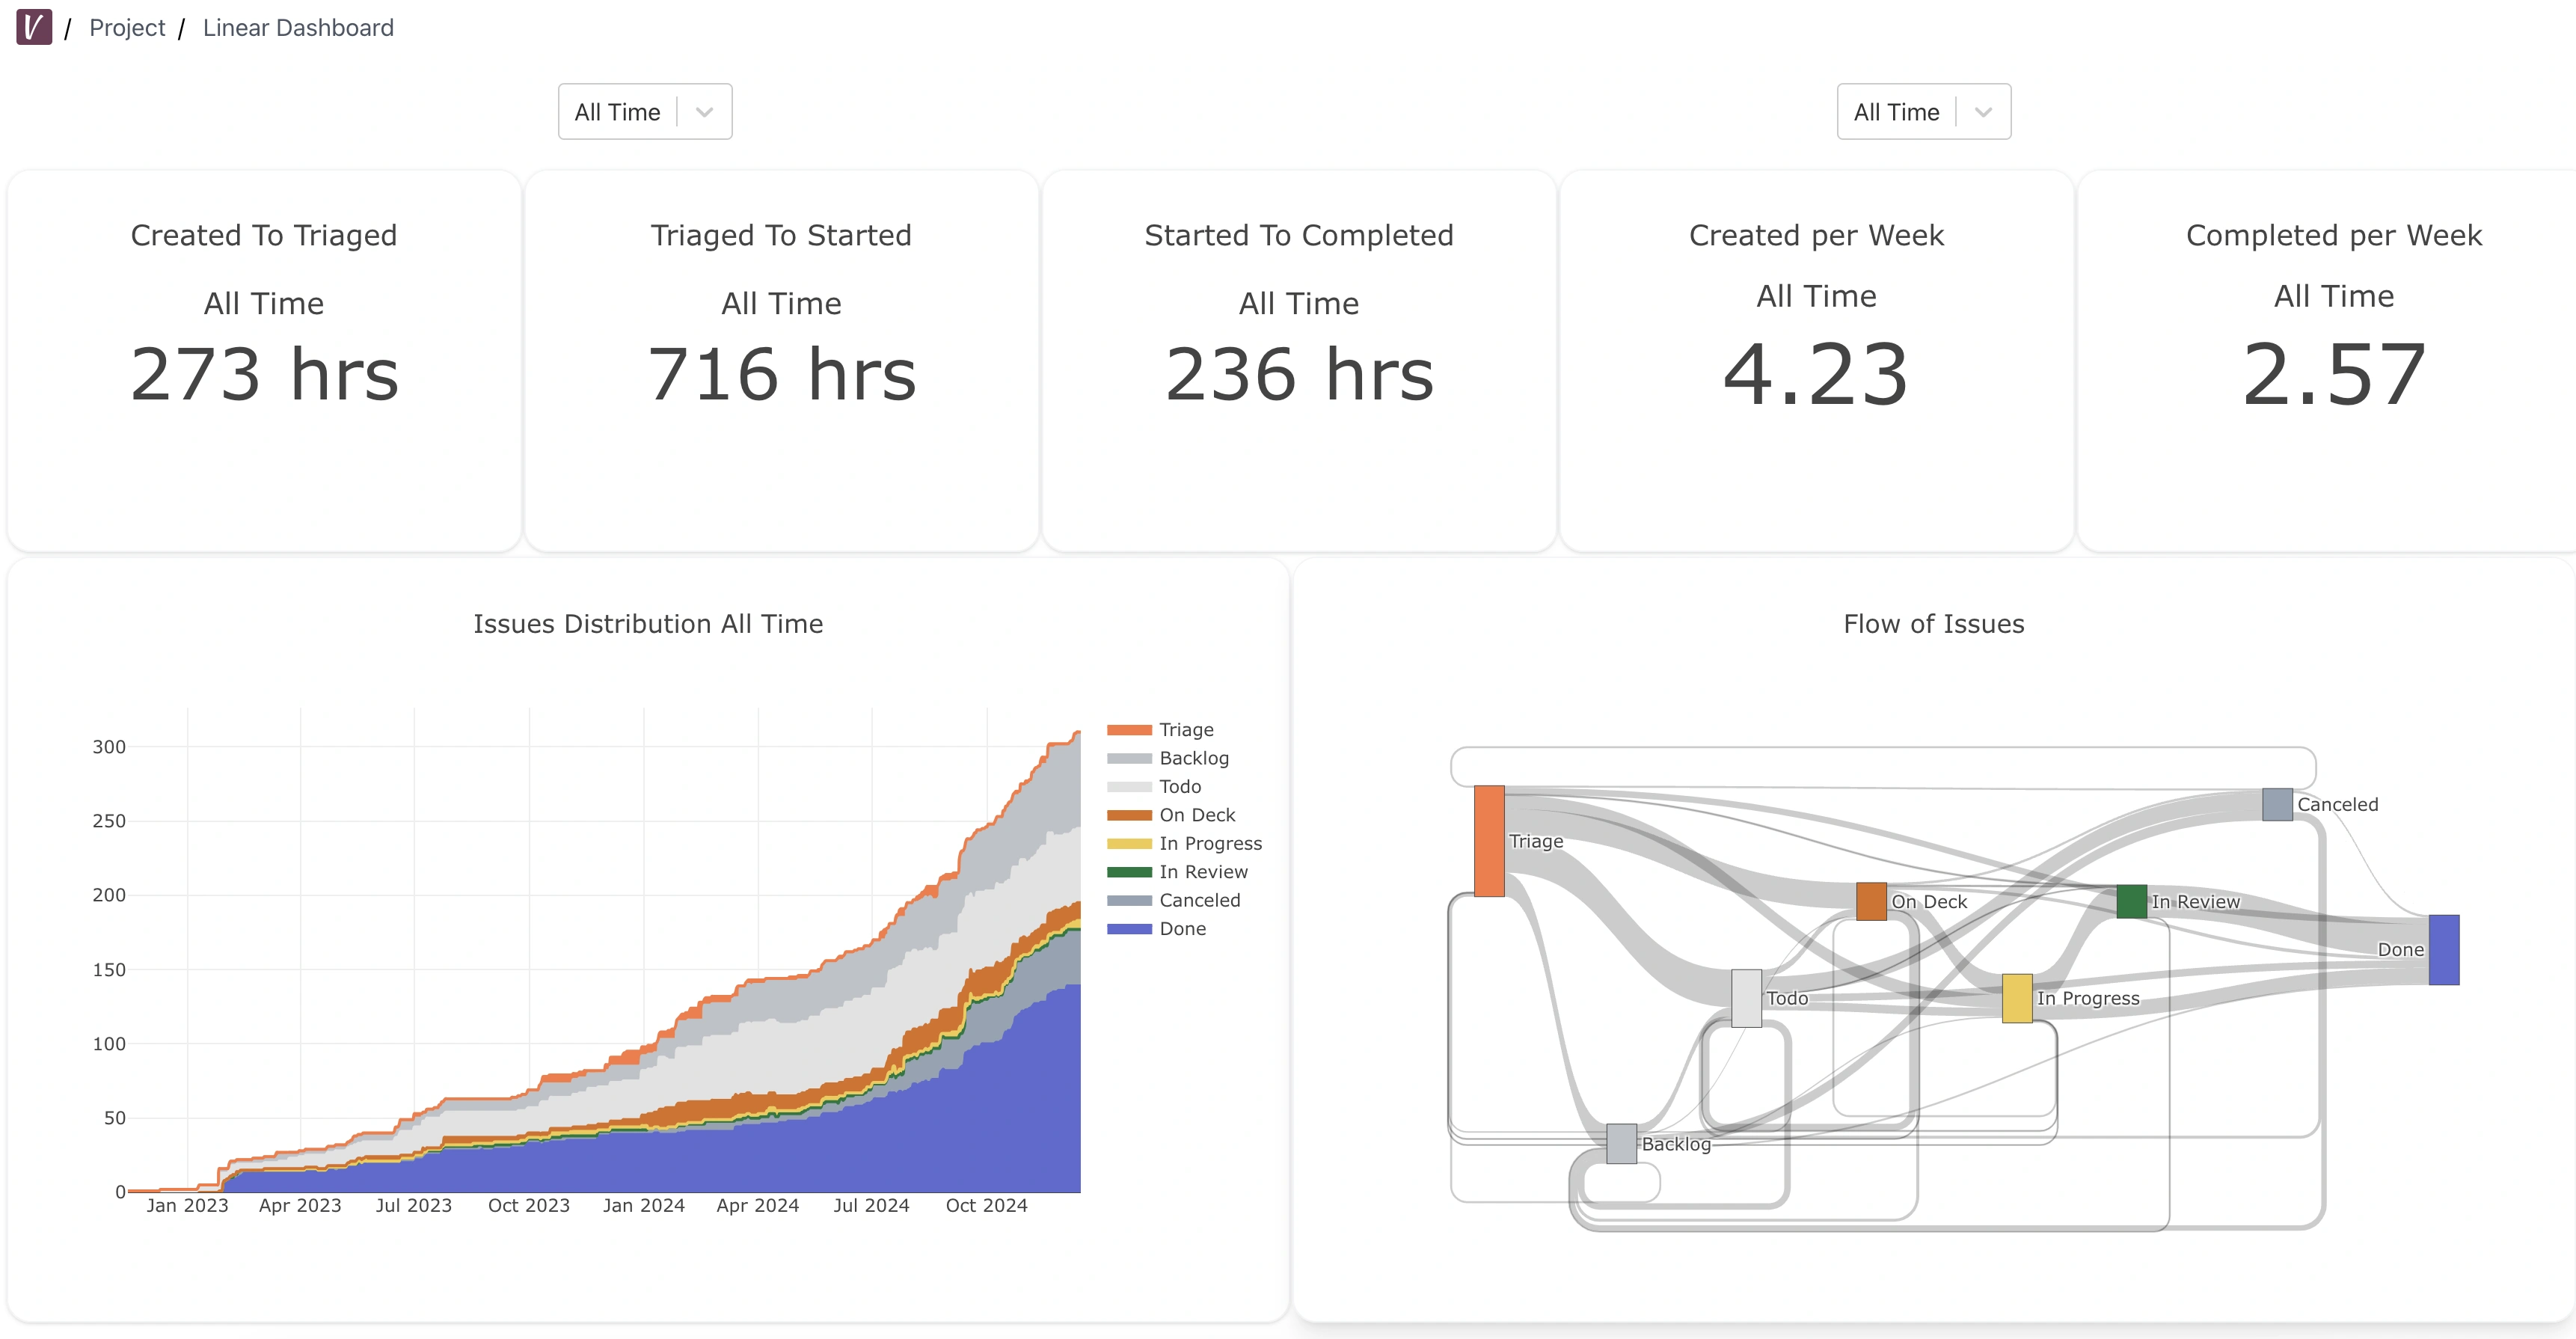 V / Project / Linear Dashboard
All Time
All Time
Created To Triaged
All Time
273 hrs
Triaged To Started
All Time
716 hrs
Started To Completed
All Time
236 hrs
Created per Week
All Time
4.23
Completed per Week
All Time
2.57
Issues Distribution All Time
300
250
200
150
100
50
0
Jan 2023 Apr 2023 Jul 2023 Oct 2023 Jan 2024 Apr 2024 Jul 2024 Oct 2024
Triage
Backlog
Todo
On Deck
In Progress
In Review
Canceled
Done
Flow of Issues
Canceled
Triage
On Deck
In Review
Done
Todo
In Progress
Backlog